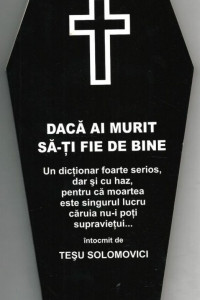 DACĂ AI MURIT
SĂ-ȚI FIE DE BINE
Un dicționar foarte serios,
dar și cu haz,
pentru că moartea
este singurul lucru
căruia nu-i poți
supraviețui...
întocmit de
TEȘU SOLOMOVICI